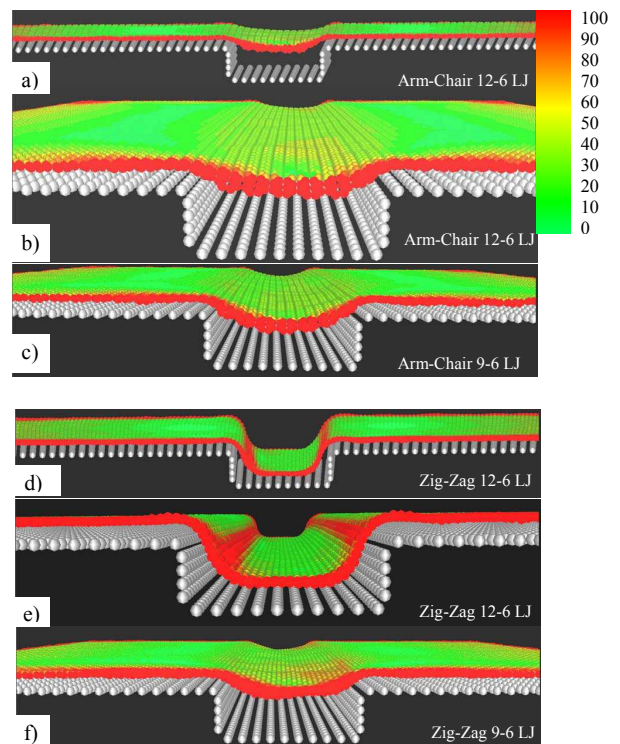 100
90
80
70
60
50
40
30
20
10
0
a)
Arm-Chair 12-6 LJ
b)
Arm-Chair 12-6 LJ
c)
Arm-Chair 9-6 LJ
d)
Zig-Zag 12-6 LJ
e)
Zig-Zag 12-6 LJ
f)
Zig-Zag 9-6 LJ